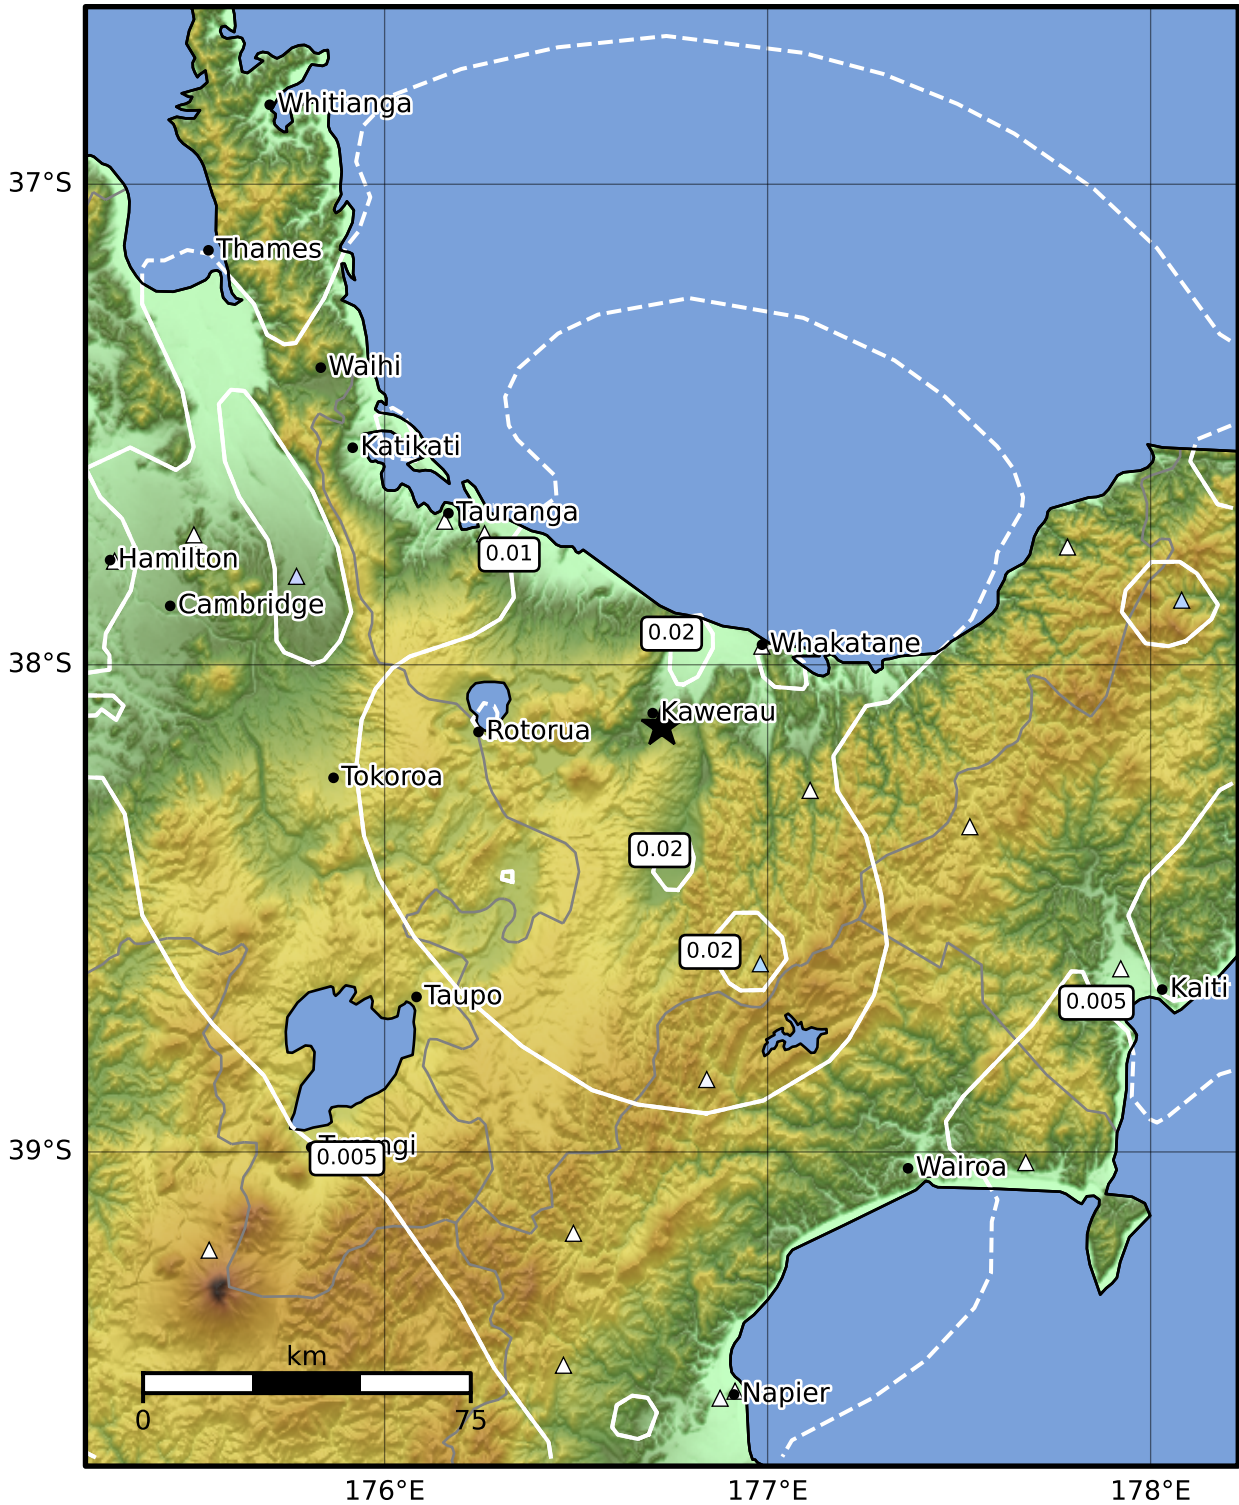 Whitianga
37°S
Thames
Waihi
Katikati
Tauranga
0.01
Hamilton
Cambridge
0.02
Whakatane
38°S
Kawerau
Rotorua
Tokoroa
0.02
0.02
Taupo
Kaiti
0.005
39°S
0.005
Wairoa
km
0
75
Napier
176°E
177°E
178°E